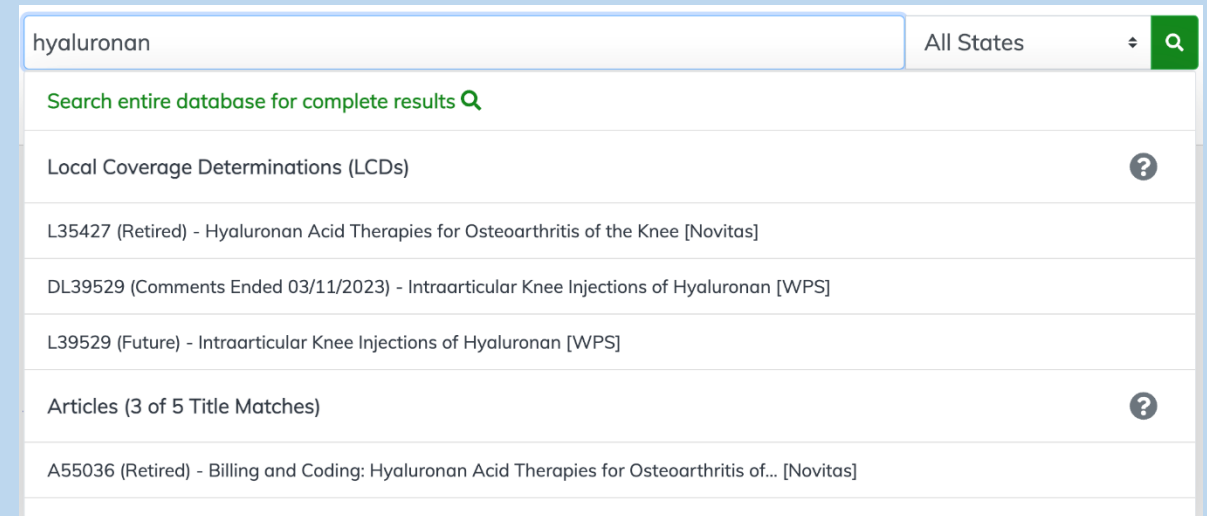 hyaluronan
All States
Search entire database for complete results
Local Coverage Determinations (LCDs)
L35427 (Retired) - Hyaluronan Acid Therapies for Osteoarthritis of the Knee [Novitas]
DL39529 (Comments Ended 03/11/2023) - Intraarticular Knee Injections of Hyaluronan [WPS]
L39529 (Future) - Intraarticular Knee Injections of Hyaluronan [WPS]
Articles (3 of 5 Title Matches)
A55036 (Retired) - Billing and Coding: Hyaluronan Acid Therapies for Osteoarthritis of... [Novitas]